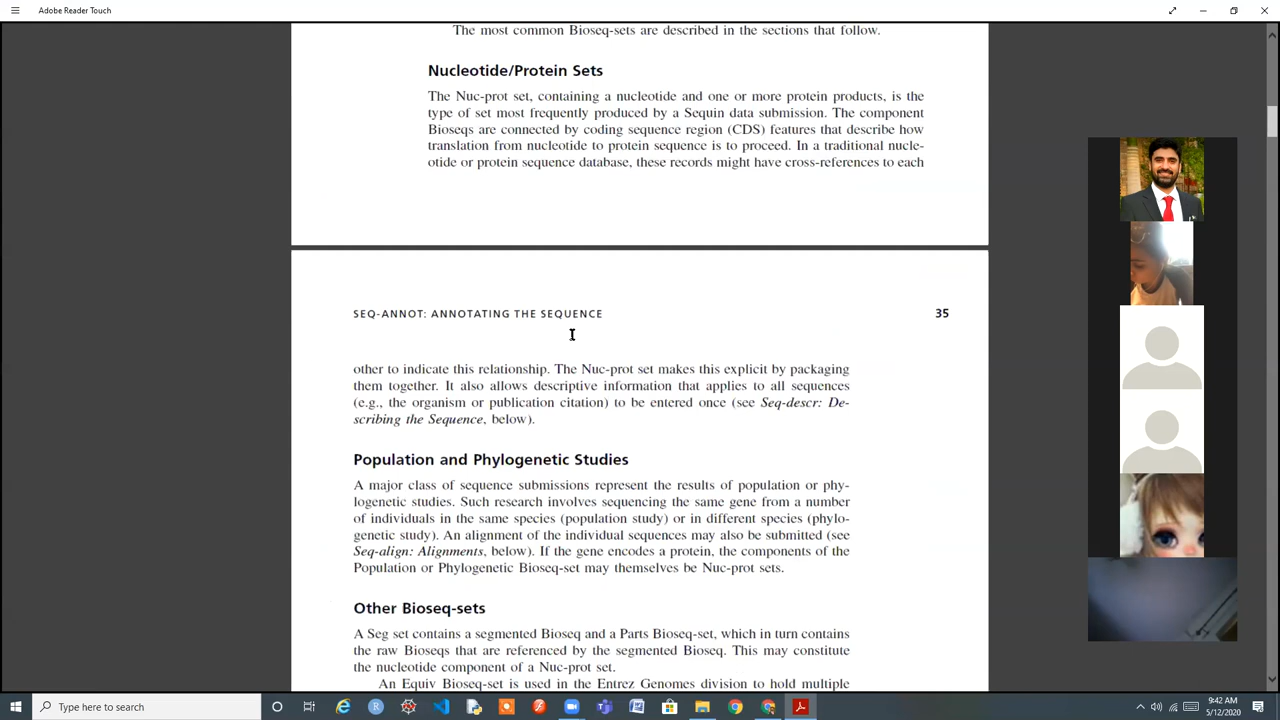 Adobe Reader Touch
The most common Bioseq-sets are described in the sections that follow.
Nucleotide/Protein Sets
The Nuc-prot set, containing a nucleotide and one or more protein products, is the
type of set most frequently produced by a Sequin data submission. The component
Bioseqs are connected by coding sequence region (CDS) features that describe how
translation from nucleotide to protein sequence is to proceed. In a traditional nucle-
otide or protein sequence database, these records might have cross-references to each
SEQ-ANNOT: ANNOTATING THE SEQUENCE 35
other to indicate this relationship. The Nuc-prot set makes this explicit by packaging
them together. It also allows descriptive information that applies to all sequences
(e.g., the organism or publication citation) to be entered once (see Seq-descr: De-
scribing the Sequence, below).
Population and Phylogenetic Studies
A major class of sequence submissions represent the results of population or phy-
logenetic studies. Such research involves sequencing the same gene from a number
of individuals in the same species (population study) or in different species (phylo-
genetic study). An alignment of the individual sequences may also be submitted (see
Seq-align: Alignments, below). If the gene encodes a protein, the components of the
Population or Phylogenetic Bioseq-set may themselves be Nuc-prot sets.
Other Bioseq-sets
A Seg set contains a segmented Bioseq and a Parts Bioseq-set, which in turn contains
the raw Bioseqs that are referenced by the segmented Bioseq. This may constitute
the nucleotide component of a Nuc-prot set.
An Equiv Bioseq-set is used in the Entrez Genomes division to hold multiple
Type here to search
9:42 AM
5/12/2020